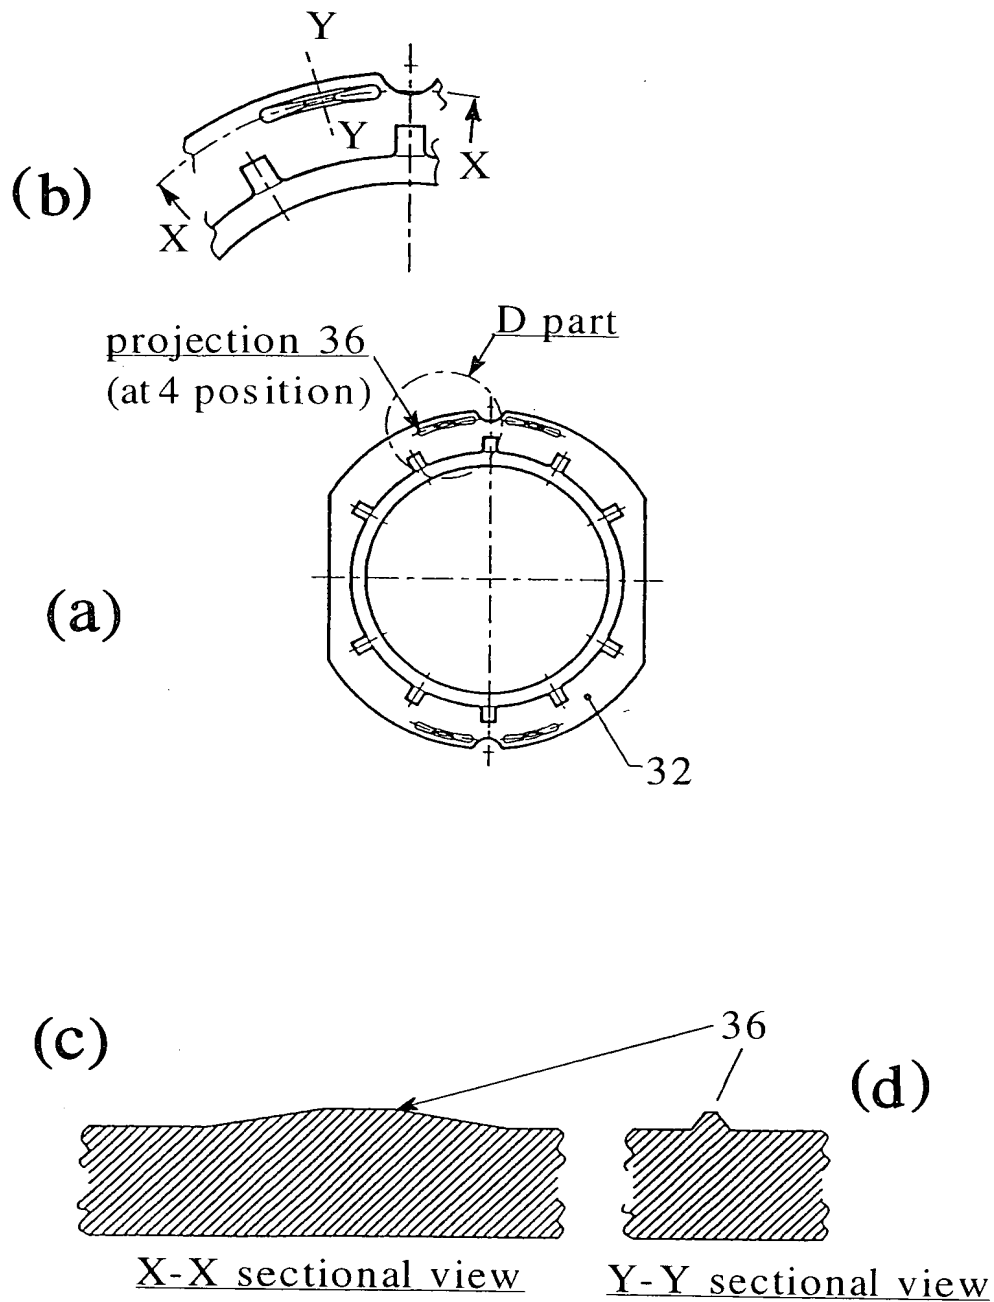 Y
Y
X
X
(b)
D part
projection 36
(at 4 position)
(a)
32
(c)
36
(d)
X-X sectional view
Y-Y sectional view